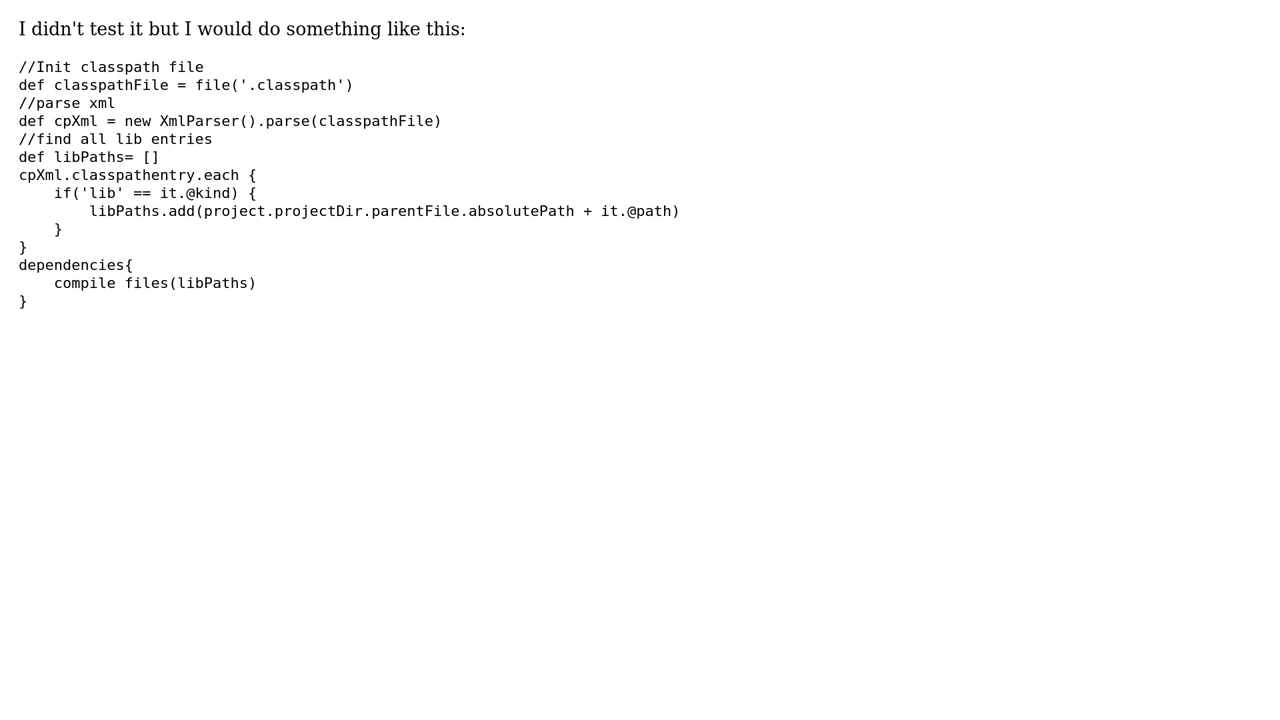 I didn't test it but I would do something like this:
//Init classpath file
def classpathFile = file('.classpath')
//parse xml
def cpXml = new XmlParser().parse(classpathFile)
//find all lib entries
def libPaths= []
cpXml.classpathentry.each {
    if('lib' == it.@kind) {
        libPaths.add(project.projectDir.parentFile.absolutePath + it.@path)
    }
}
dependencies{
    compile files(libPaths)
}